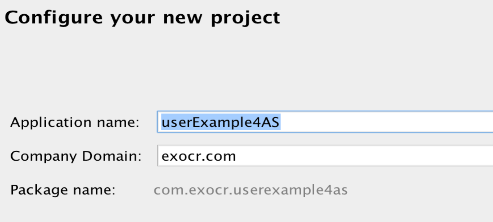 Configure your new project
Application name: userExample4AS
Company Domain: exocr.com
Package name: com.exocr.userexample4as